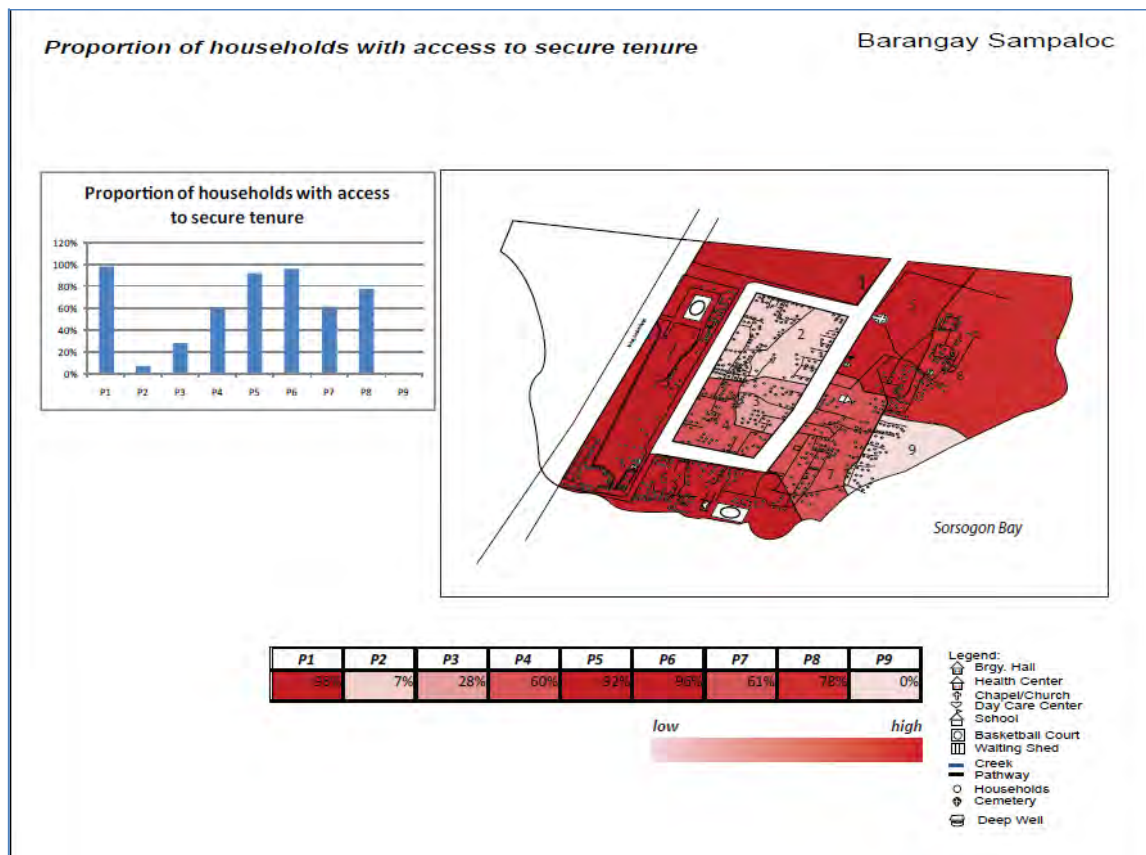 Proportion of households with access to secure tenure
Barangay Sampaloc
Proportion of households with access
to secure tenure
120%
100%
80%
60%
40%
20%
0%
P1 P2 P3 P4 P5 P6 P7 P8 P9
1
2
3
4
5
6
7
9
Sorsogon Bay
P1 P2 P3 P4 P5 P6 P7 P8 P9
98% 7% 28% 60% 92% 96% 61% 78% 0%
low high
Legend:
Brgy. Hall
Health Center
Chapel/Church
Day Care Center
School
Basketball Court
Waiting Shed
Creek
Pathway
Households
Cemetery
Deep Well